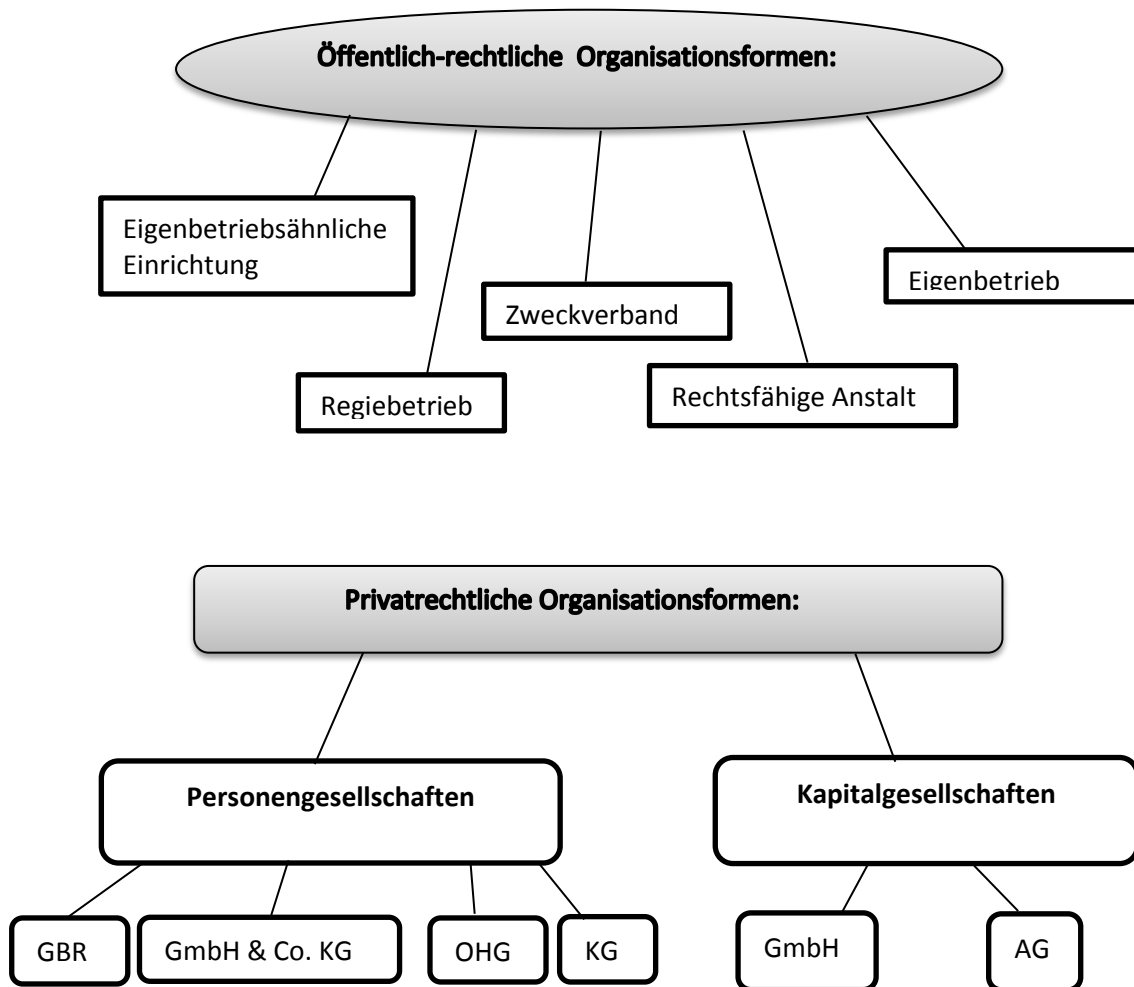 Öffentlich-rechtliche Organisationsformen:
Eigenbetriebsähnliche
Einrichtung
Eigenbetrieb
Zweckverband
Rechtsfähige Anstalt
Regiebetrieb
Privatrechtliche Organisationsformen:
Personengesellschaften
Kapitalgesellschaften
GBR
GmbH & Co. KG
OHG
KG
GmbH
AG